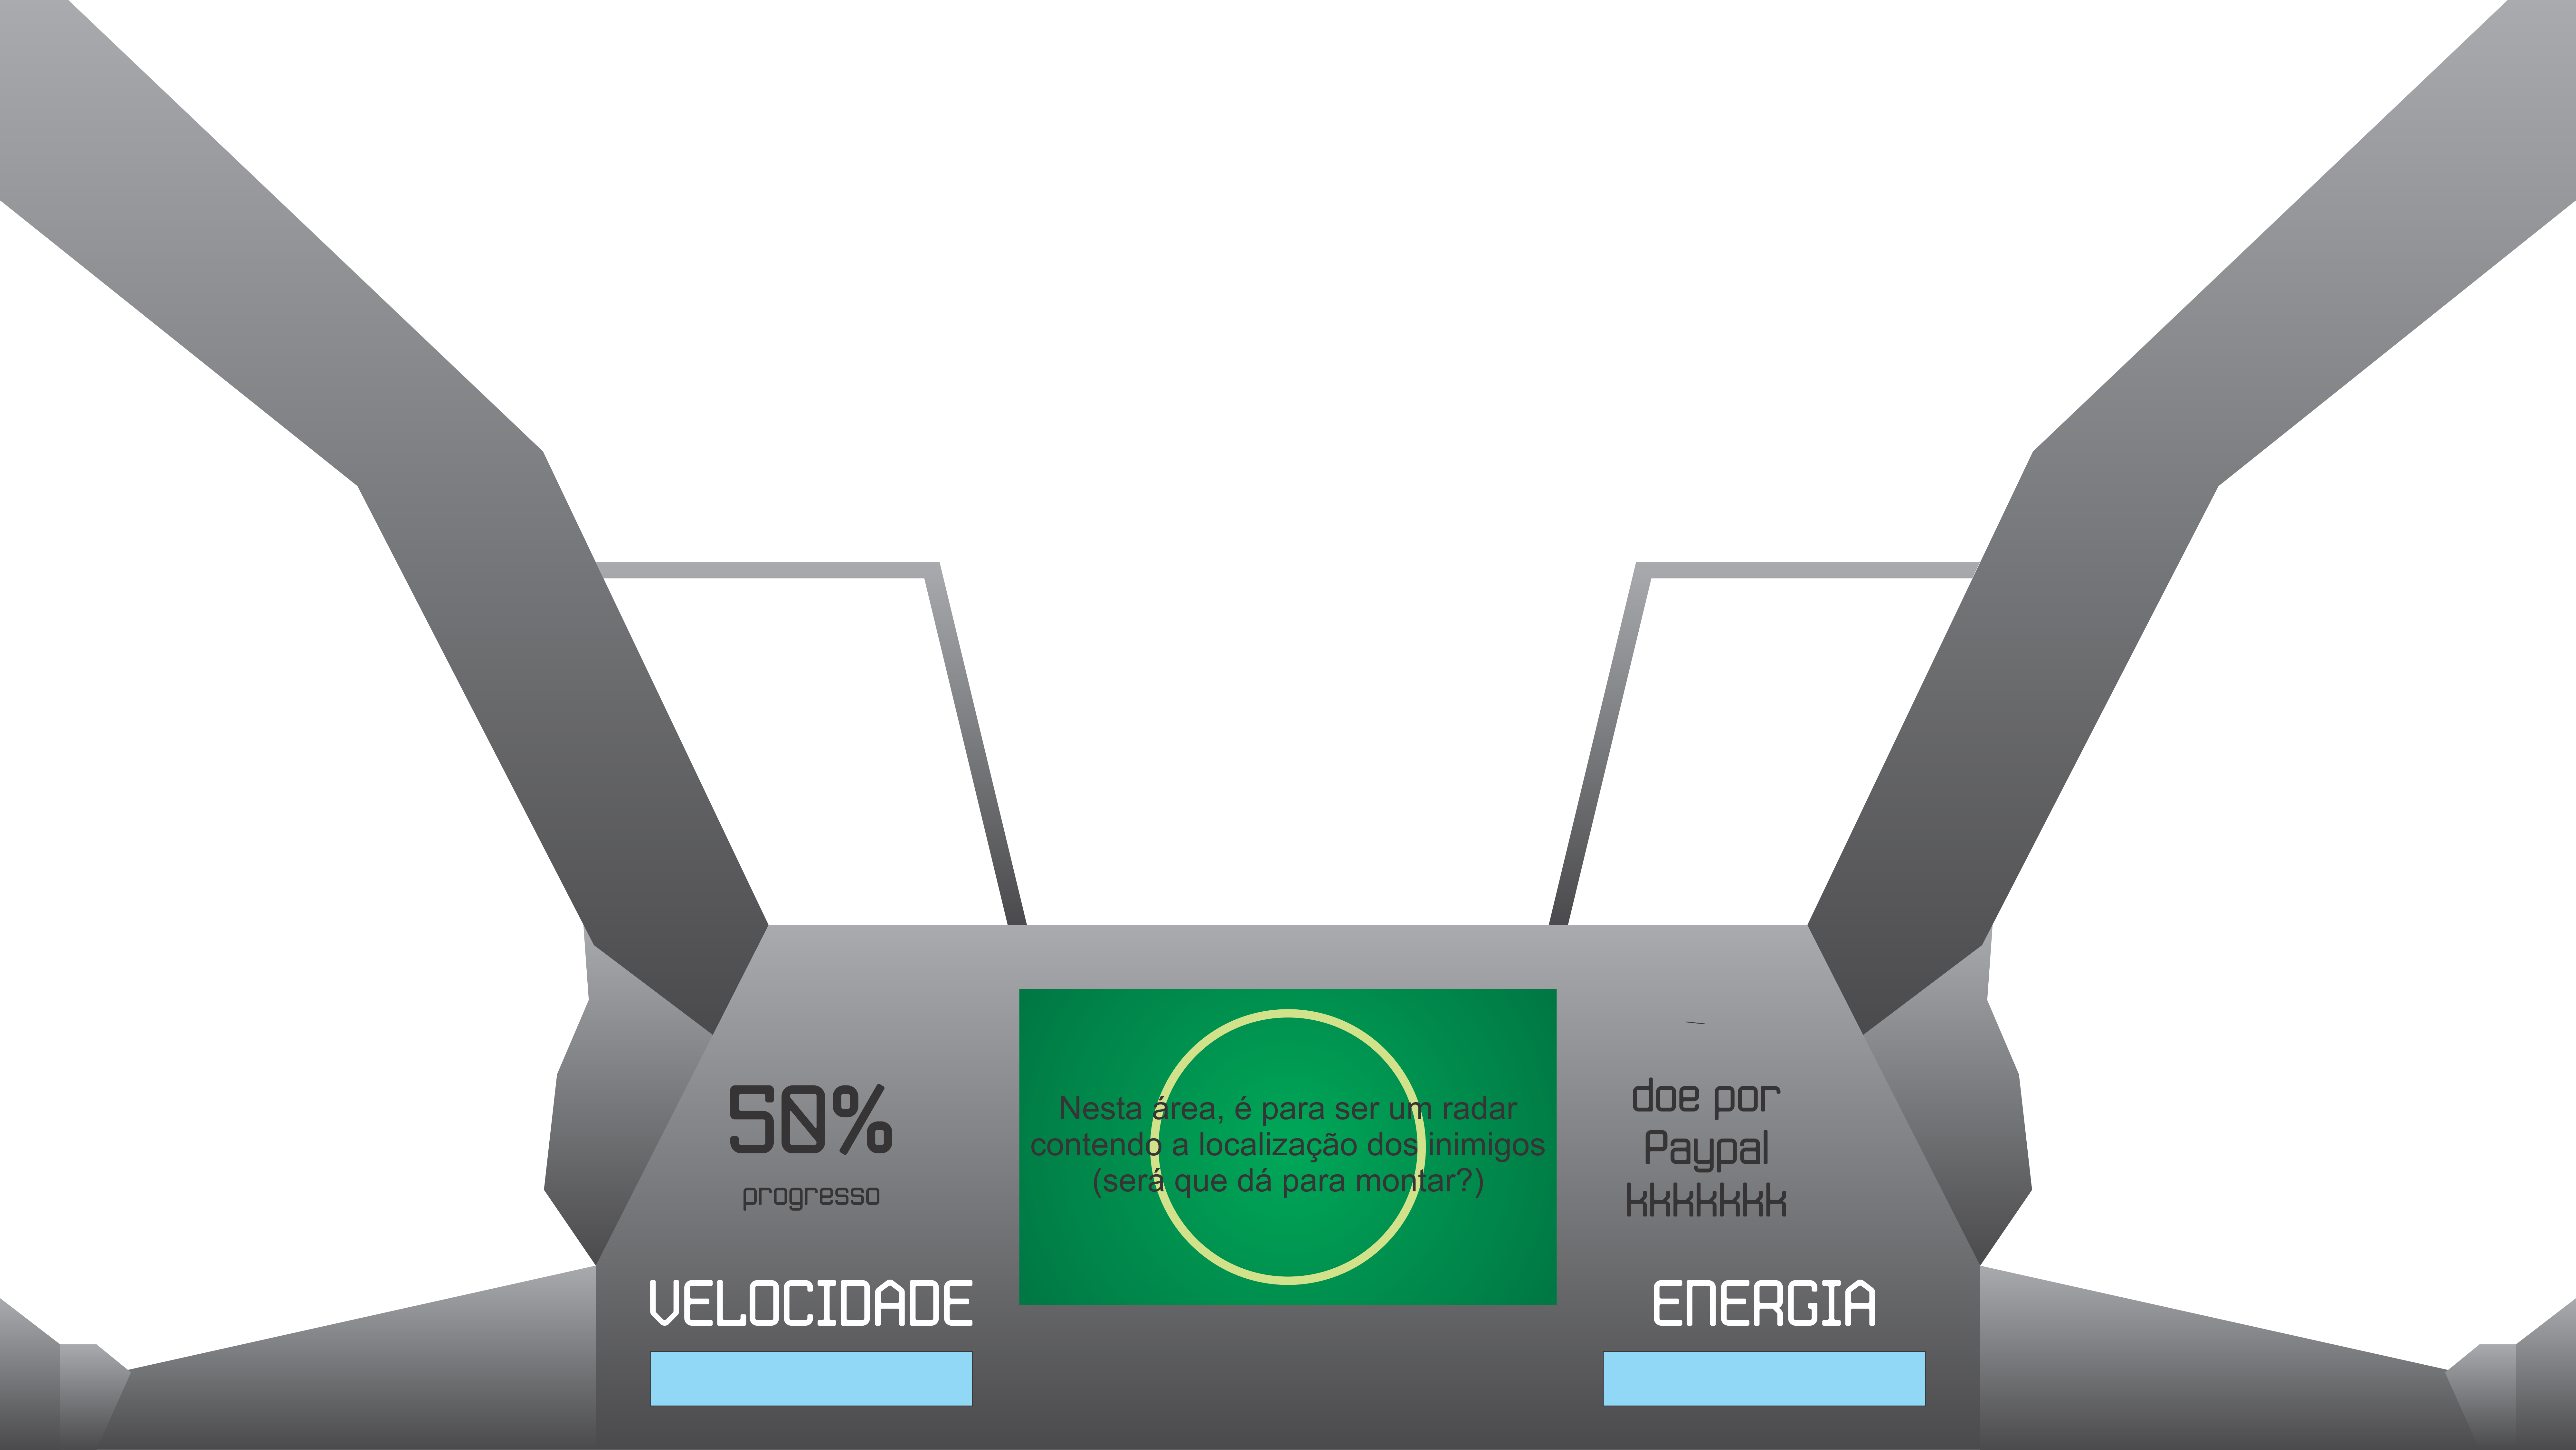 50%
progresso
VELOCIDADE
Nesta área, é para ser um radar
contendo a localização dos inimigos
(será que dá para montar?)
doe por
Paypal
kkkkkkk
ENERGIA